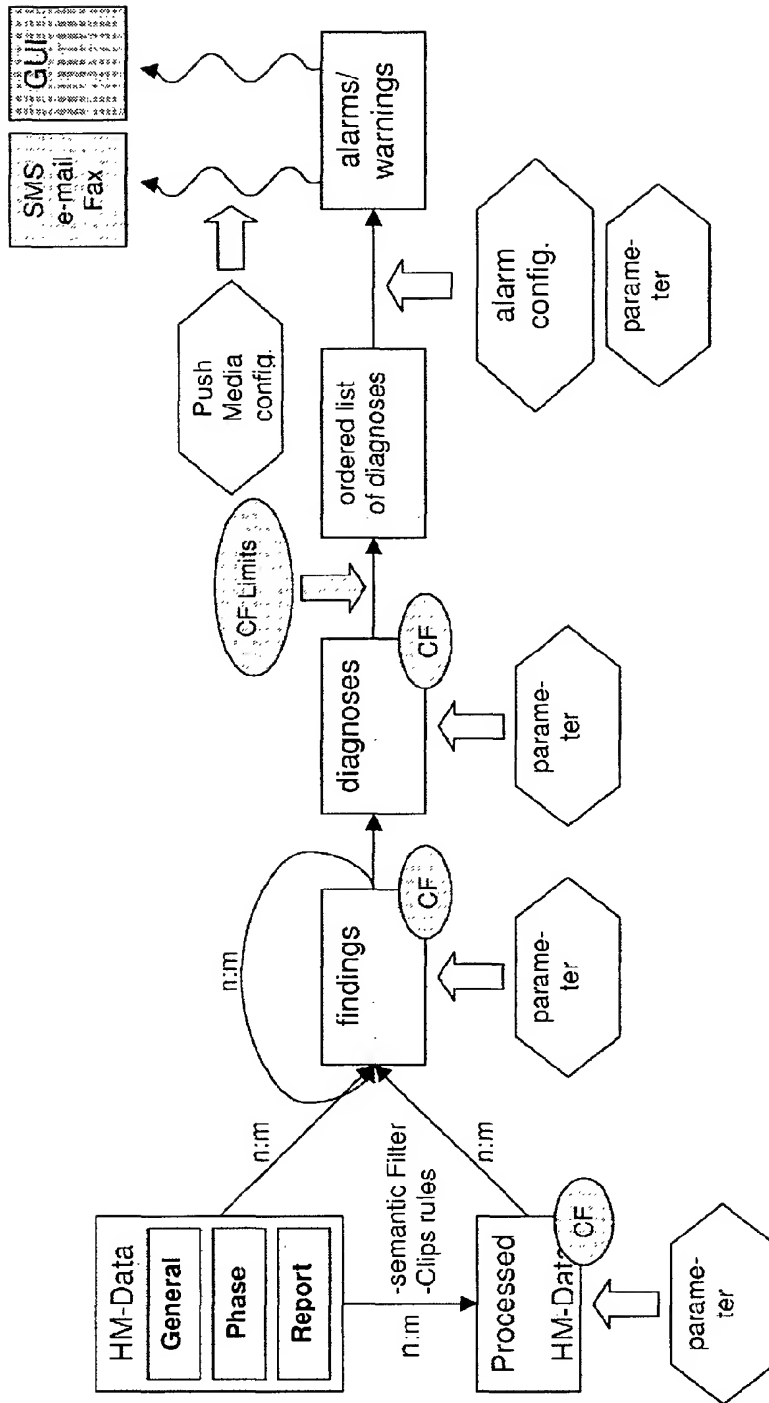 HM-Data
General
Phase
Report
n:m
-semantic Filter
-Clips rules
Processed
HM-Data
CF
parame-
ter
n:m
n:m
n:m
findings
CF
parame-
ter
diagnoses
CF
parame-
ter
CF Limits
ordered list
of diagnoses
Push
Media
config.
alarm
config.
parame-
ter
alarms/
warnings
SMS
e-mail
Fax
GUI